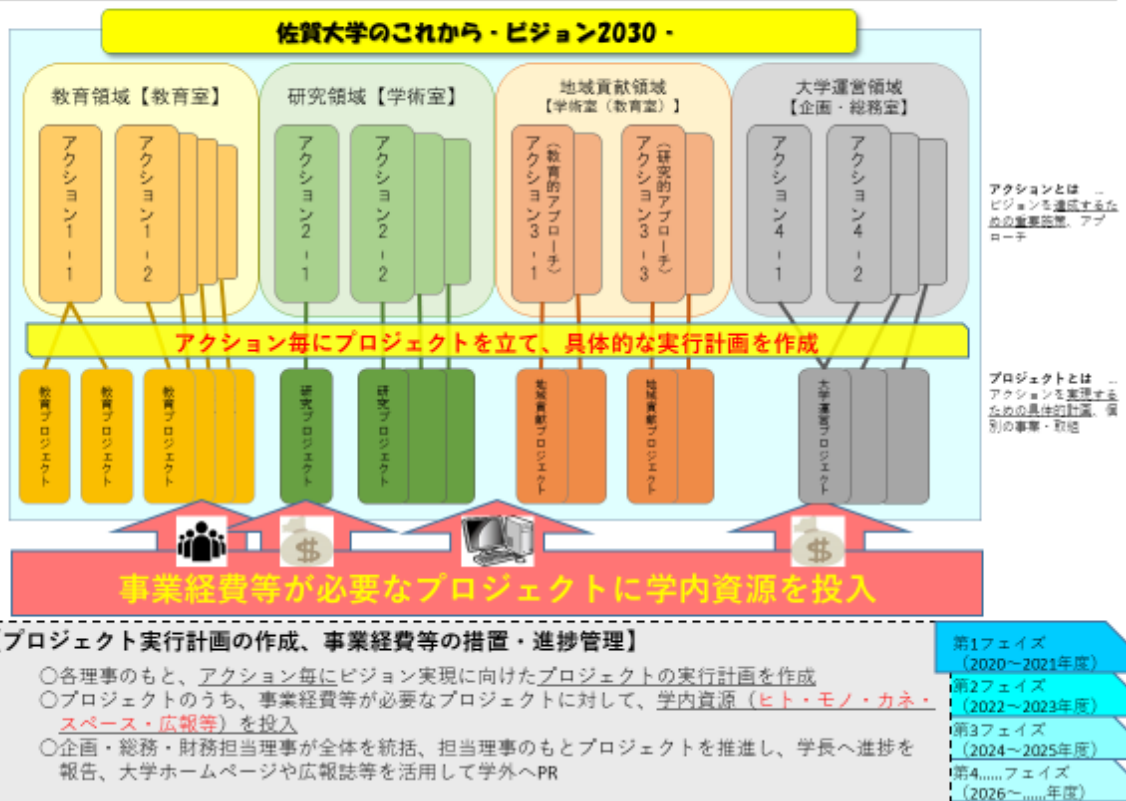 佐賀大学のこれから - ビジョン2030 -
教育領域【教育室】
研究領域【学術室】
地域貢献領域
【学術室（教育室）】
大学運営領域
【企画・総務室】
アクション1-1
アクション1-2
アクション2-1
アクション2-2
（教育的アプローチ）
アクション3-1
（研究的アプローチ）
アクション3-3
アクション4-1
アクション4-2
アクションとは …
ビジョンを達成するた
めの重要施策、アプ
ローチ
アクション毎にプロジェクトを立て、具体的な実行計画を作成
教育プロジェクト
教育プロジェクト
教育プロジェクト
研究プロジェクト
研究プロジェクト
地域貢献プロジェクト
地域貢献プロジェクト
大学運営プロジェクト
プロジェクトとは …
アクションを実現する
ための具体的計画、個
別の事業・取組
事業経費等が必要なプロジェクトに学内資源を投入
【プロジェクト実行計画の作成、事業経費等の措置・進捗管理】
○各理事のもと、アクション毎にビジョン実現に向けたプロジェクトの実行計画を作成
○プロジェクトのうち、事業経費等が必要なプロジェクトに対して、学内資源（ヒト・モノ・カネ・
スペース・広報等）を投入
○企画・総務・財務担当理事が全体を統括、担当理事のもとプロジェクトを推進し、学長へ進捗を
報告、大学ホームページや広報誌等を活用して学外へPR
第1フェイズ
（2020～2021年度）
第2フェイズ
（2022～2023年度）
第3フェイズ
（2024～2025年度）
第4……フェイズ
（2026～……年度）